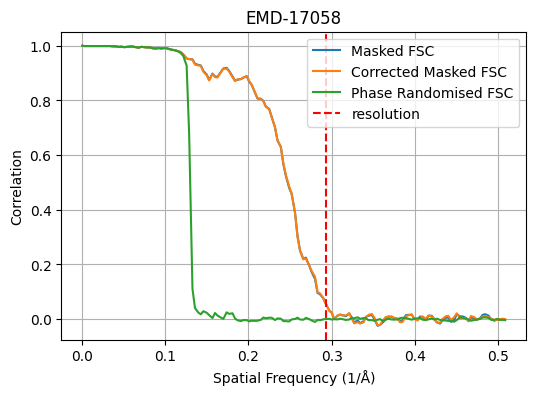 EMD-17058
Masked FSC
Corrected Masked FSC
Phase Randomised FSC
resolution
Correlation
1.0
0.8
0.6
0.4
0.2
0.0
0.0 0.1 0.2 0.3 0.4 0.5
Spatial Frequency (1/Å)